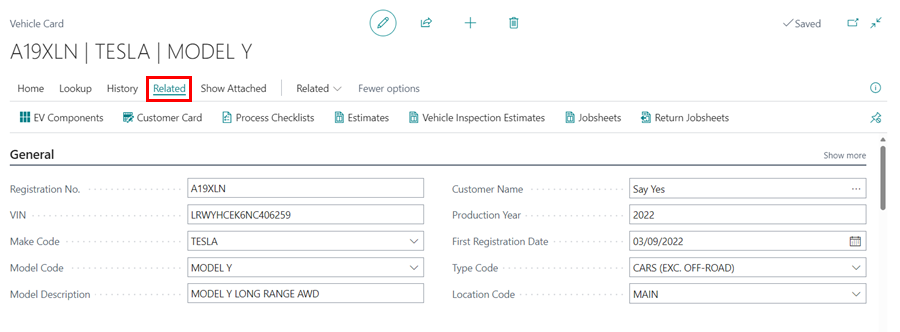 Vehicle Card
Saved
A19XLN | TESLA | MODEL Y
Home Lookup History Related Show Attached Related Fewer options
EV Components Customer Card Process Checklists Estimates Vehicle Inspection Estimates Jobsheets Return Jobsheets
General Show more
Registration No. A19XLN Customer Name Say Yes
VIN LRWYHCEK6NC406259 Production Year 2022
Make Code TESLA First Registration Date 03/09/2022
Model Code MODEL Y Type Code CARS (EXC. OFF-ROAD)
Model Description MODEL Y LONG RANGE AWD Location Code MAIN